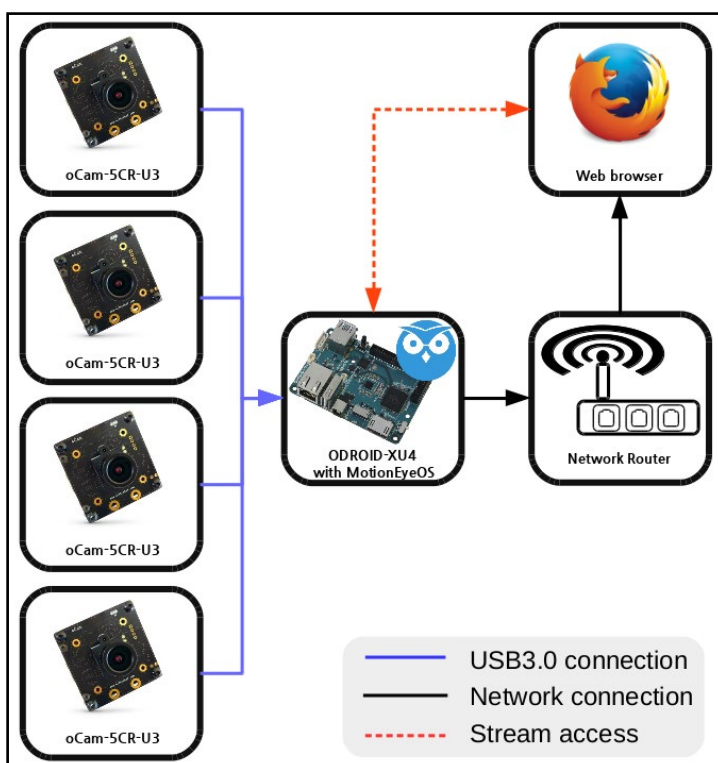 oCam-5CR-U3
Web browser
oCam-5CR-U3
ODROID-XU4
with MotionEyeOS
Network Router
oCam-5CR-U3
oCam-5CR-U3
USB3.0 connection
Network connection
Stream access